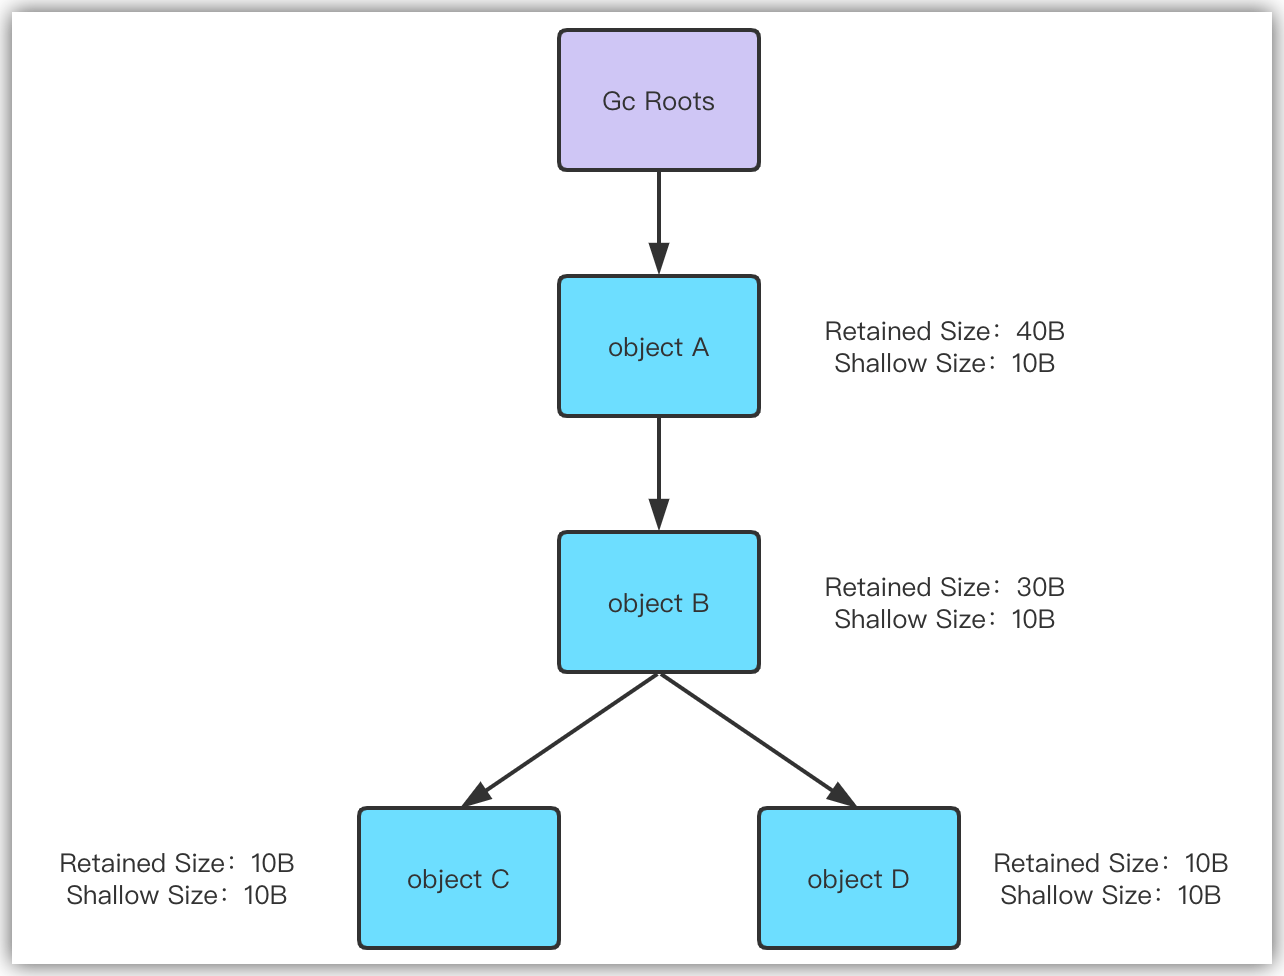 Gc Roots
object A
Retained Size：40B
Shallow Size：10B
object B
Retained Size：30B
Shallow Size：10B
Retained Size：10B
Shallow Size：10B
object C
object D
Retained Size：10B
Shallow Size：10B